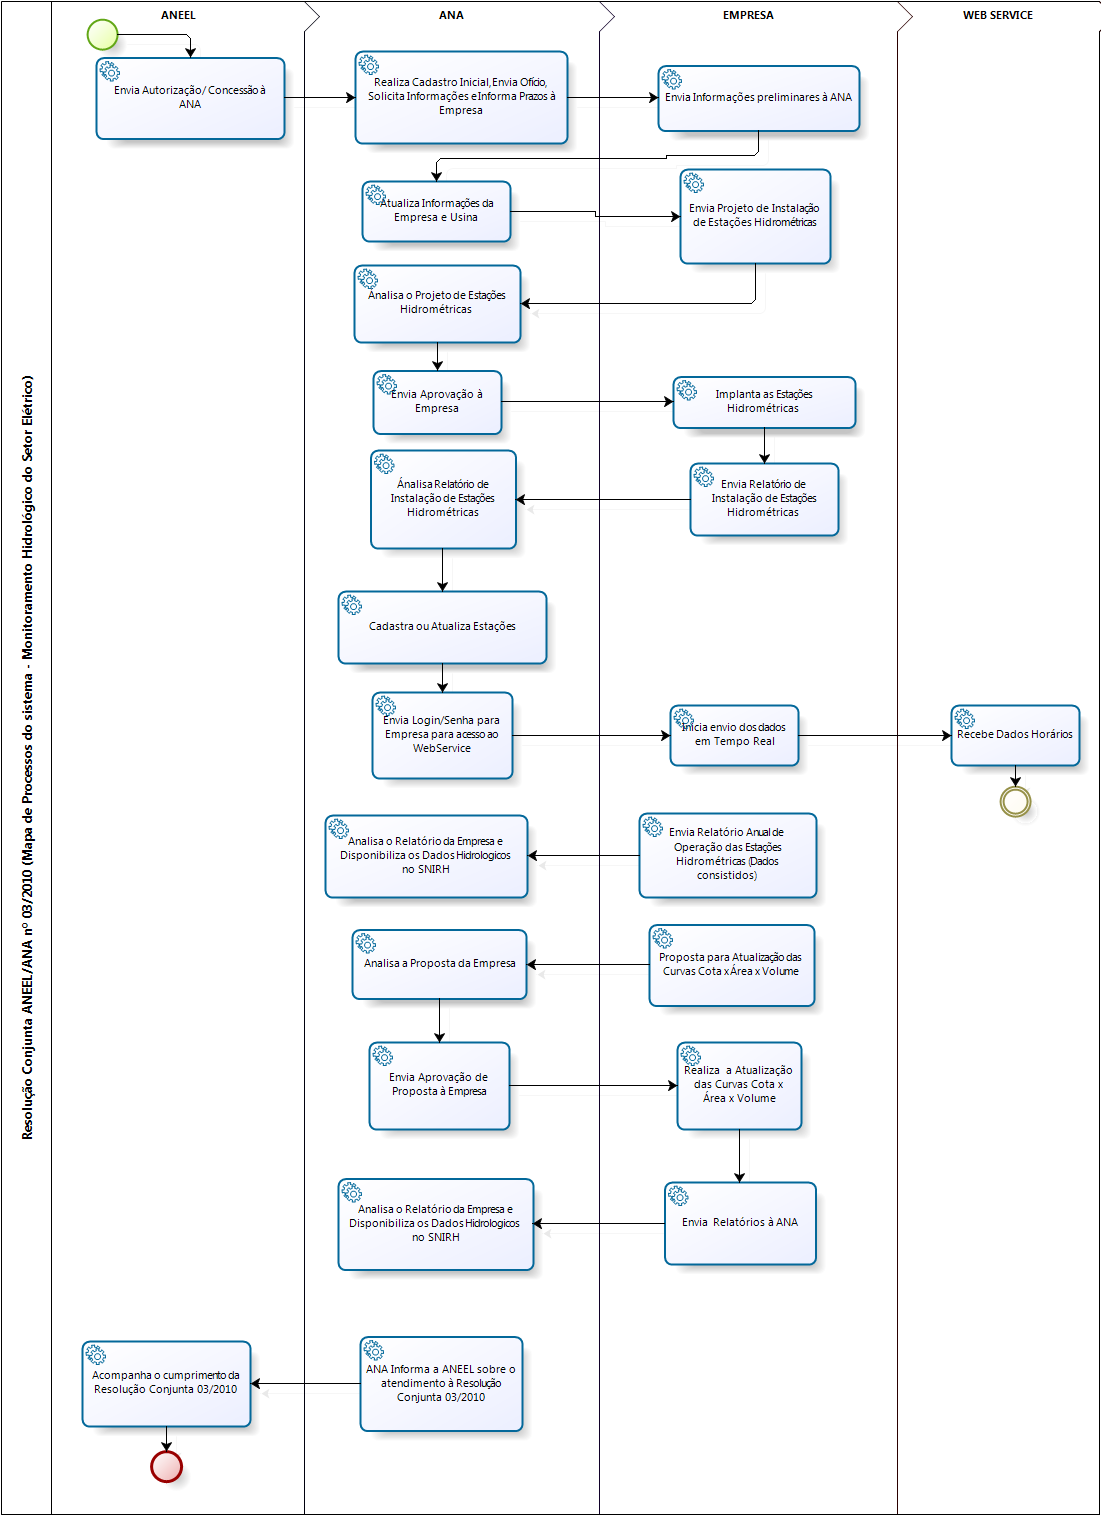 ANEEL
ANA
EMPRESA
WEB SERVICE
Resolução Conjunta ANEEL/ANA nº 03/2010 (Mapa de Processos do sistema - Monitoramento Hidrológico do Setor Elétrico)
Envia Autorização/ Concessão à
ANA
Realiza Cadastro Inicial,Envia Ofício,
Solicita Informações e Informa Prazos à
Empresa
Envia Informações preliminares à ANA
Atualiza Informações da
Empresa e Usina
Envia Projeto de Instalação
de Estações Hidrométricas
Analisa o Projeto de Estações
Hidrométricas
Envia Aprovação à
Empresa
Implanta as Estações
Hidrométricas
Ánalisa Relatório de
Instalação de Estações
Hidrométricas
Envia Relatório de
Instalação de Estações
Hidrométricas
Cadastra ou Atualiza Estações
Envia Login/Senha para
Empresa para acesso ao
WebService
Inicia envio dos dados
em Tempo Real
Recebe Dados Horários
Analisa o Relatório da Empresa e
Disponibiliza os Dados Hidrologicos
no SNIRH
Envia Relatório Anual de
Operação das Estações
Hidrométricas (Dados
consistidos)
Analisa a Proposta da Empresa
Proposta para Atualização das
Curvas Cota x Área x Volume
Envia Aprovação de
Proposta à Empresa
Realiza  a Atualização
das Curvas Cota x
Área x Volume
Analisa o Relatório da Empresa e
Disponibiliza os Dados Hidrologicos
no SNIRH
Envia  Relatórios à ANA
Acompanha o cumprimento da
Resolução Conjunta 03/2010
ANA Informa a ANEEL sobre o
atendimento à Resolução
Conjunta 03/2010